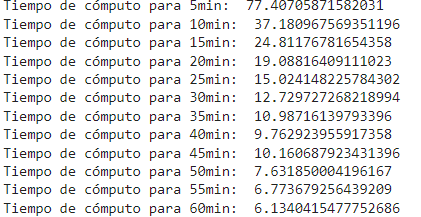 Tiempo de cómputo para 5min:  77.40705871582031
Tiempo de cómputo para 10min:  37.180967569351196
Tiempo de cómputo para 15min:  24.81176781654358
Tiempo de cómputo para 20min:  19.08816409111023
Tiempo de cómputo para 25min:  15.024148225784302
Tiempo de cómputo para 30min:  12.729727268218994
Tiempo de cómputo para 35min:  10.98716139793396
Tiempo de cómputo para 40min:  9.762923955917358
Tiempo de cómputo para 45min:  10.160687923431396
Tiempo de cómputo para 50min:  7.631850004196167
Tiempo de cómputo para 55min:  6.773679256439209
Tiempo de cómputo para 60min:  6.1340415477752686